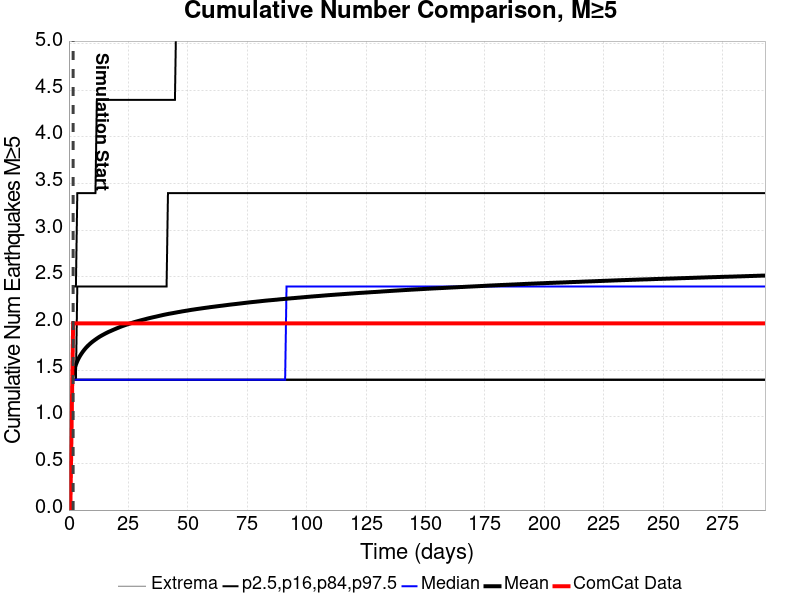 Cumulative Number Comparison, M≥5
Cumulative Num Earthquakes M≥5
5.0
4.5
4.0
3.5
3.0
2.5
2.0
1.5
1.0
0.5
0.0
Simulation Start
0 25 50 75 100 125 150 175 200 225 250 275
Time (days)
Extrema p2.5,p16,p84,p97.5 Median Mean ComCat Data